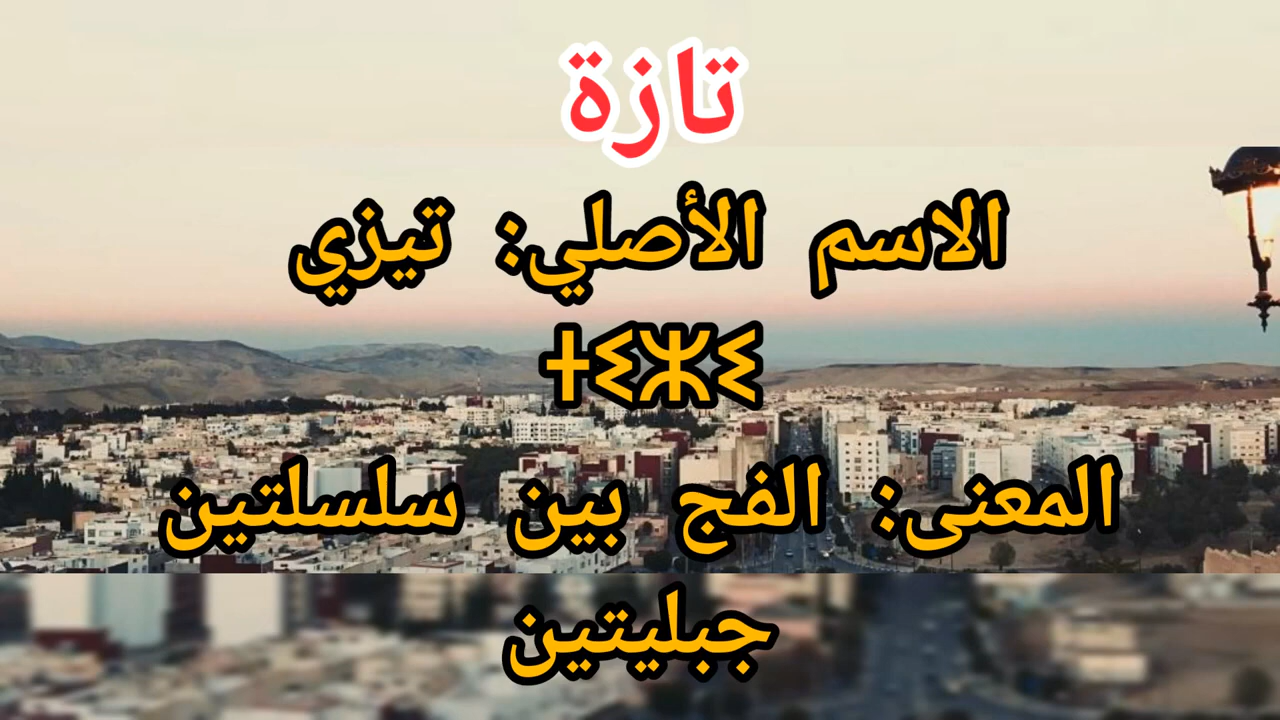 تازة
الاسم الأصلي: تيزي
ⵜⵉⵣⵉ
المعنى: الفج بين سلسلتين
جبليتين